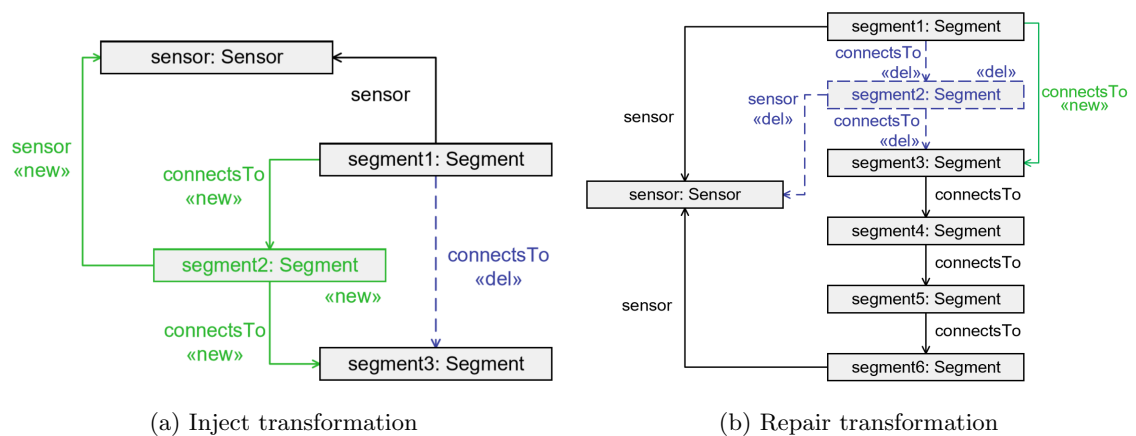 sensor: Sensor
sensor
segment1: Segment
sensor
«new»
connectsTo
«new»
segment2: Segment
«new»
connectsTo
«del»
connectsTo
«new»
segment3: Segment
(a) Inject transformation
segment1: Segment
connectsTo
«del»
«del»
segment2: Segment
connectsTo
«new»
sensor
«del»
connectsTo
«del»
sensor
segment3: Segment
sensor: Sensor
connectsTo
segment4: Segment
connectsTo
segment5: Segment
sensor
connectsTo
segment6: Segment
(b) Repair transformation